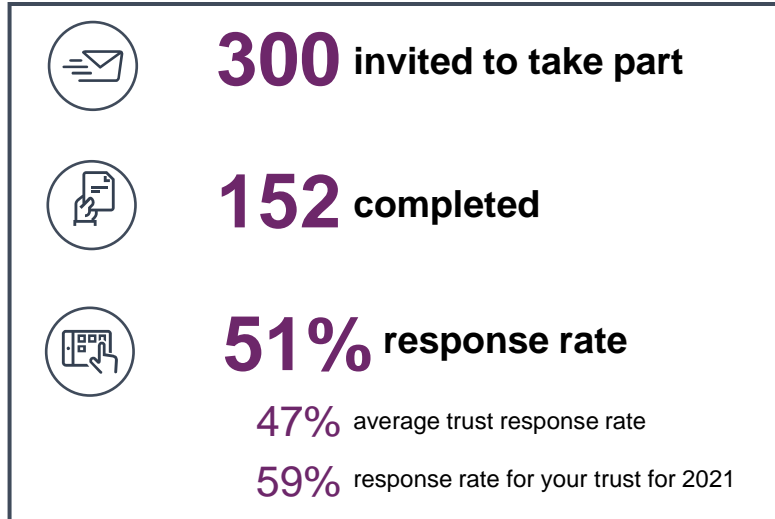 300 invited to take part
152 completed
51% response rate
47% average trust response rate
59% response rate for your trust for 2021